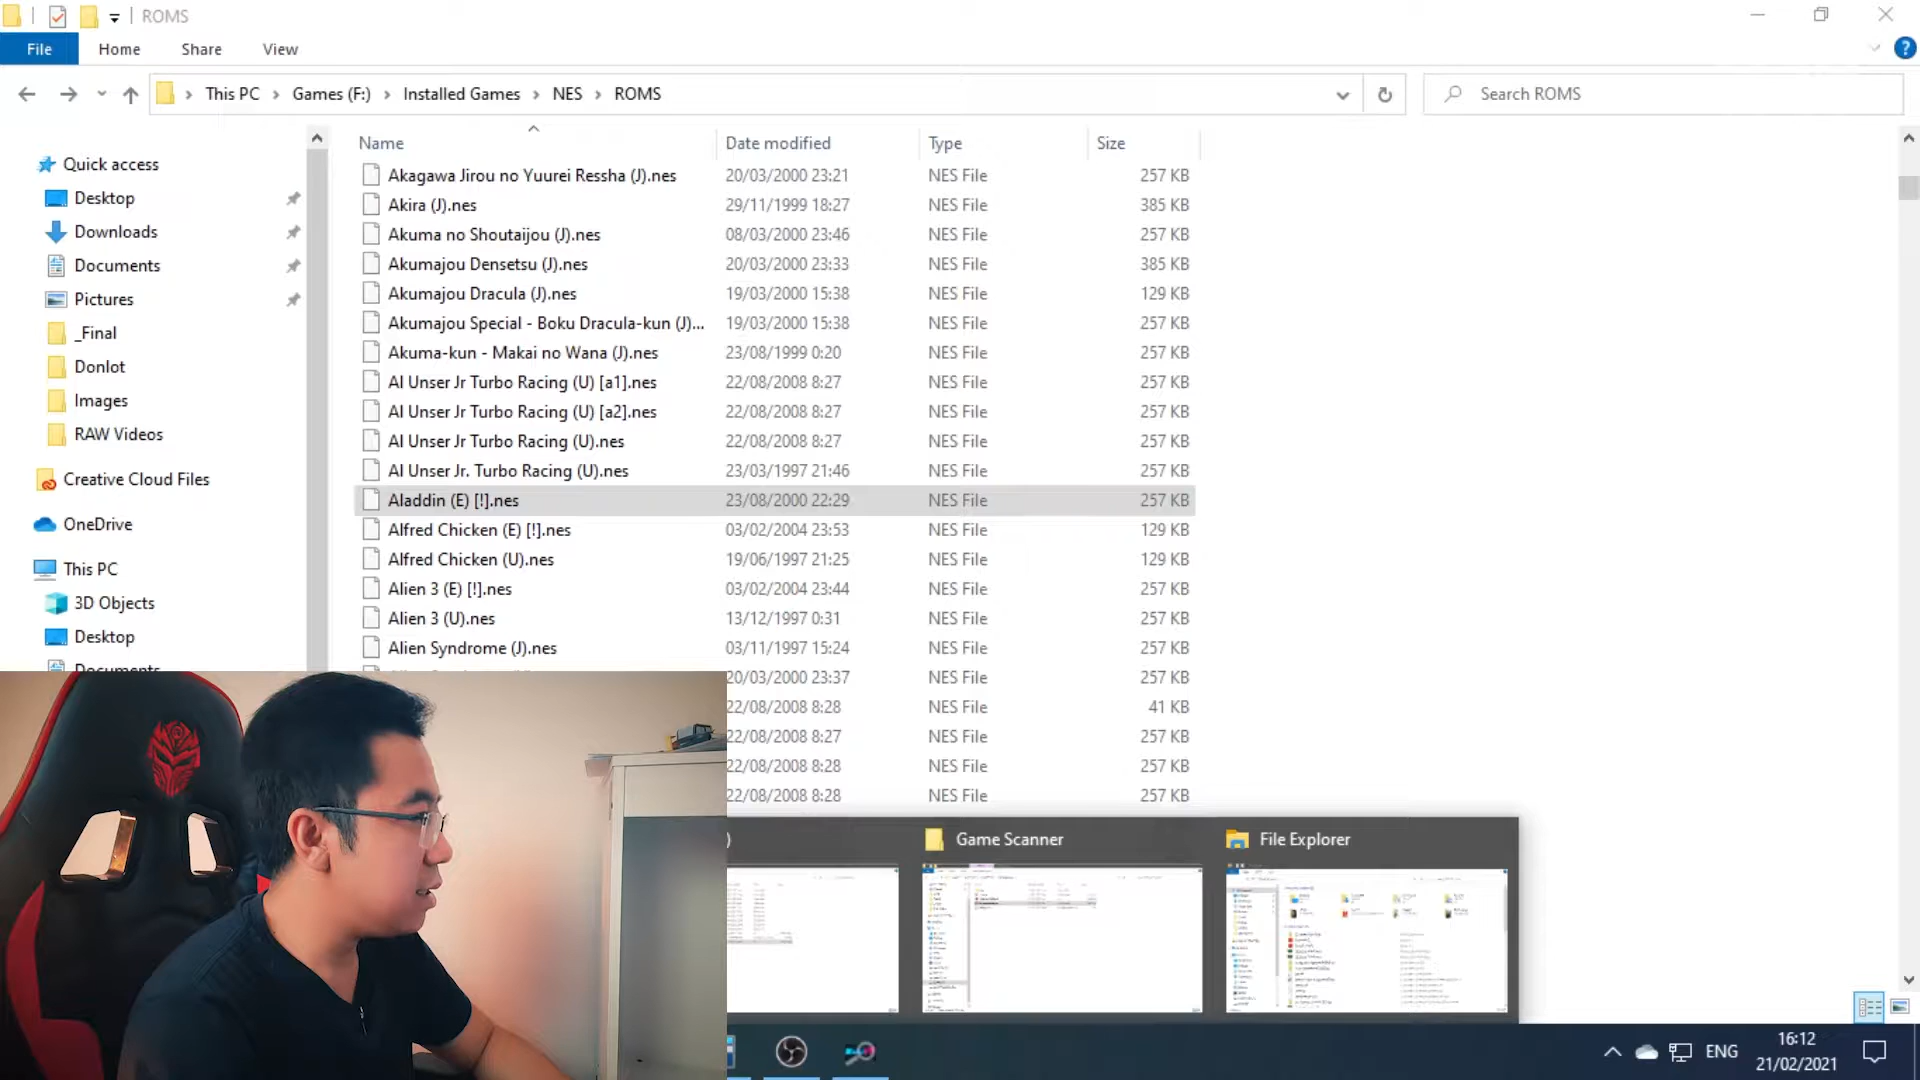 ROMS
File Home Share View
This PC Games (F:) Installed Games NES ROMS
Search ROMS
Name Date modified Type Size
Quick access
Desktop
Downloads
Documents
Pictures
_Final
Donlot
Images
RAW Videos
Creative Cloud Files
OneDrive
This PC
3D Objects
Desktop
Documents
Akagawa Jirou no Yuurei Ressha (J).nes 20/03/2000 23:21 NES File 257 KB
Akira (J).nes 29/11/1999 18:27 NES File 385 KB
Akuma no Shoutaijou (J).nes 08/03/2000 23:46 NES File 257 KB
Akumajou Densetsu (J).nes 20/03/2000 23:33 NES File 385 KB
Akumajou Dracula (J).nes 19/03/2000 15:38 NES File 129 KB
Akumajou Special - Boku Dracula-kun (J)... 19/03/2000 15:38 NES File 257 KB
Akuma-kun - Makai no Wana (J).nes 23/08/1999 0:20 NES File 257 KB
Al Unser Jr Turbo Racing (U) [a1].nes 22/08/2008 8:27 NES File 257 KB
Al Unser Jr Turbo Racing (U) [a2].nes 22/08/2008 8:27 NES File 257 KB
Al Unser Jr Turbo Racing (U).nes 22/08/2008 8:27 NES File 257 KB
Al Unser Jr. Turbo Racing (U).nes 23/03/1997 21:46 NES File 257 KB
Aladdin (E) [!].nes 23/08/2000 22:29 NES File 257 KB
Alfred Chicken (E) [!].nes 03/02/2004 23:53 NES File 129 KB
Alfred Chicken (U).nes 19/06/1997 21:25 NES File 129 KB
Alien 3 (E) [!].nes 03/02/2004 23:44 NES File 257 KB
Alien 3 (U).nes 13/12/1997 0:31 NES File 257 KB
Alien Syndrome (J).nes 03/11/1997 15:24 NES File 257 KB
20/03/2000 23:37 NES File 257 KB
22/08/2008 8:28 NES File 41 KB
22/08/2008 8:27 NES File 257 KB
22/08/2008 8:28 NES File 257 KB
22/08/2008 8:28 NES File 257 KB
) Game Scanner File Explorer
ENG 16:12
21/02/2021